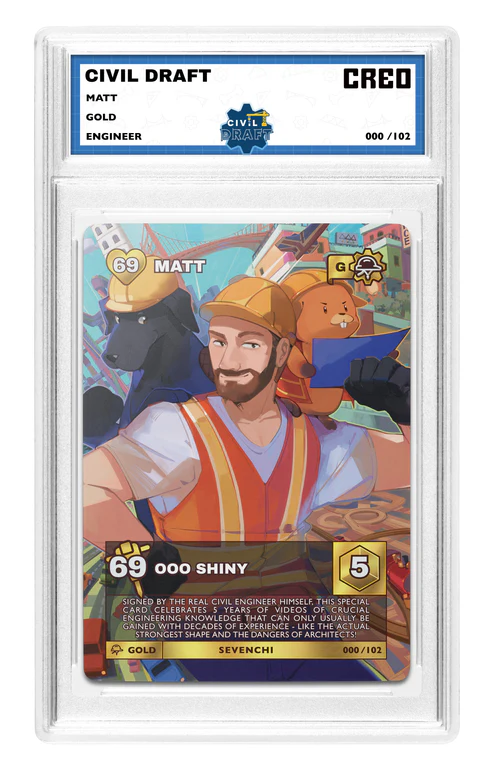 CIVIL DRAFT
CRED
MATT
GOLD
ENGINEER
CIVIL
DRAFT
000 /102
69 MATT
G
69 OOO SHINY
5
SIGNED BY THE REAL CIVIL ENGINEER HIMSELF, THIS SPECIAL
CARD CELEBRATES 5 YEARS OF VIDEOS OF CRUCIAL
ENGINEERING KNOWLEDGE THAT CAN ONLY USUALLY BE
GAINED WITH DECADES OF EXPERIENCE - LIKE THE ACTUAL
STRONGEST SHAPE AND THE DANGERS OF ARCHITECTS!
GOLD SEVENCHI 000 /102